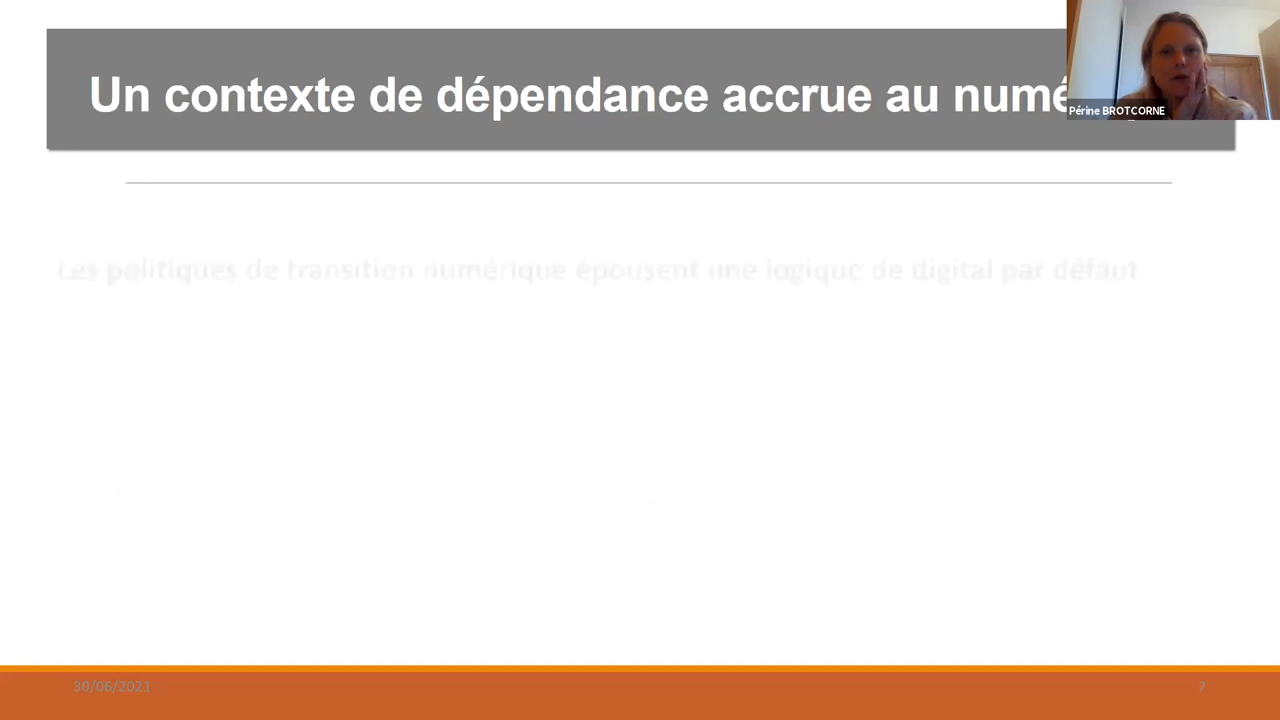 Un contexte de dépendance accrue au numé
Périne BROTCORNE
Les politiques de transition numérique épousent une logique de digital par défaut
30/06/2021
7